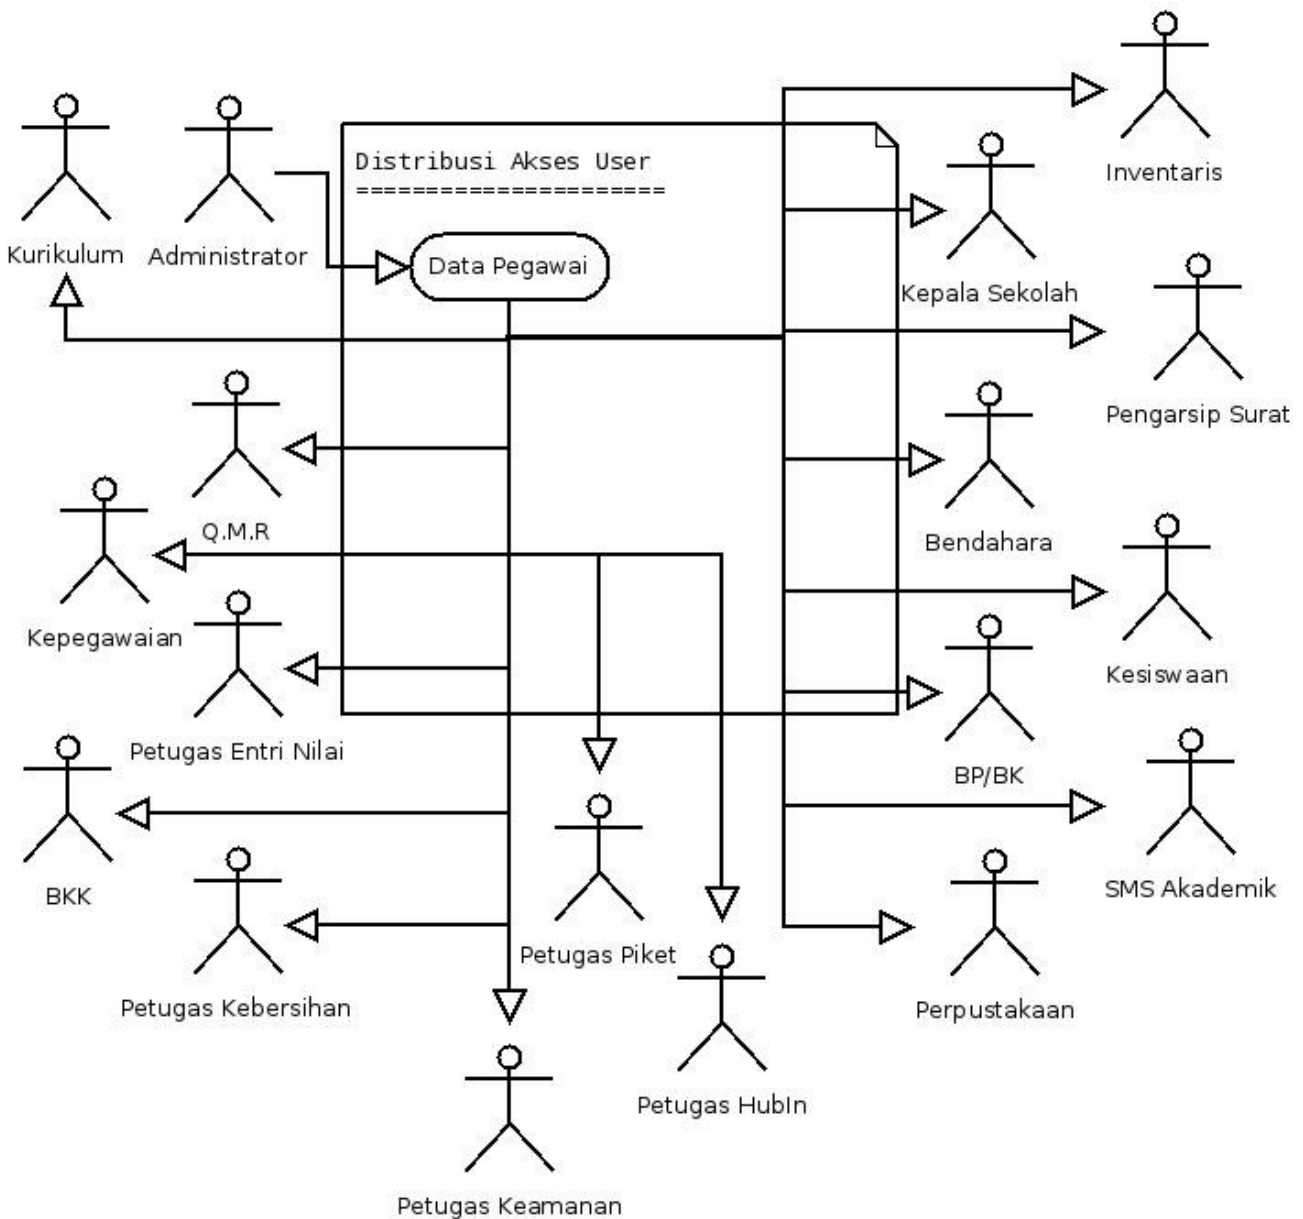 Inventaris
Distribusi Akses User
======================
Kurikulum
Administrator
Data Pegawai
Kepala Sekolah
Pengarsip Surat
Q.M.R
Bendahara
Kepegawaian
Kesiswaan
Petugas Entri Nilai
BP/BK
BKK
SMS Akademik
Petugas Piket
Petugas Kebersihan
Perpustakaan
Petugas HubIn
Petugas Keamanan